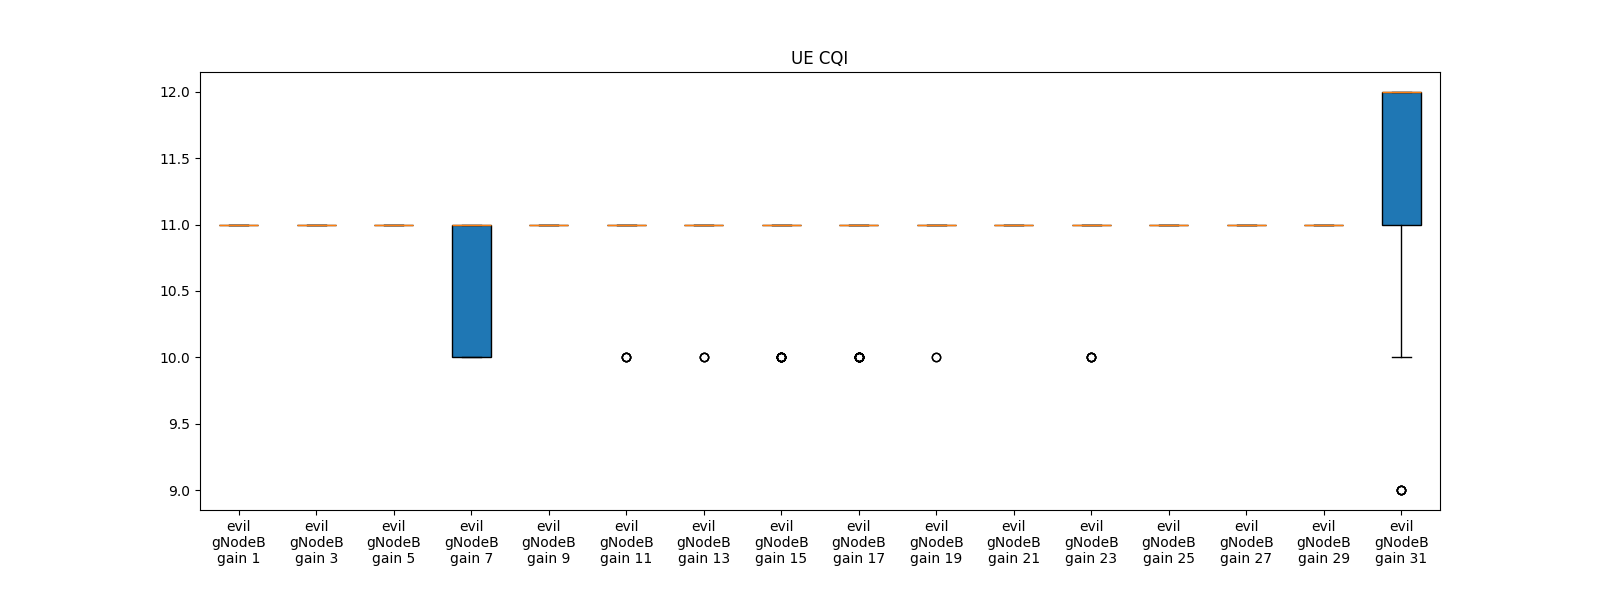 UE CQI
12.0
11.5
11.0
10.5
10.0
9.5
9.0
evil
gNodeB
gain 1
evil
gNodeB
gain 3
evil
gNodeB
gain 5
evil
gNodeB
gain 7
evil
gNodeB
gain 9
evil
gNodeB
gain 11
evil
gNodeB
gain 13
evil
gNodeB
gain 15
evil
gNodeB
gain 17
evil
gNodeB
gain 19
evil
gNodeB
gain 21
evil
gNodeB
gain 23
evil
gNodeB
gain 25
evil
gNodeB
gain 27
evil
gNodeB
gain 29
evil
gNodeB
gain 31